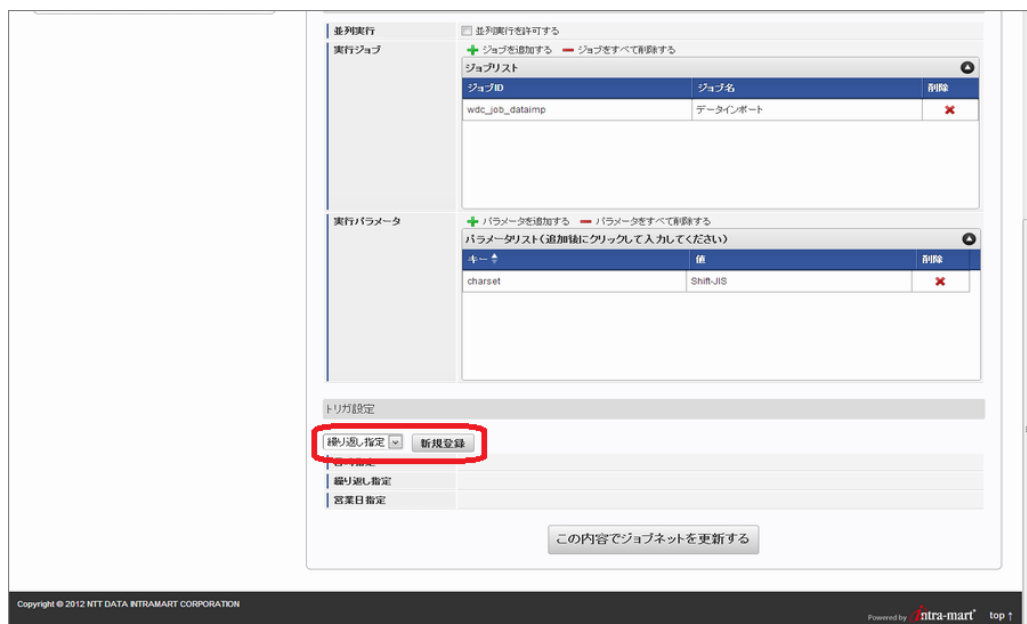 並列実行 並列実行を許可する
実行ジョブ ジョブを追加する ジョブをすべて削除する
ジョブリスト
ジョブID ジョブ名 削除
wdc_job_dataimp データインポート
実行パラメータ パラメータを追加する パラメータをすべて削除する
パラメータリスト(追加後にクリックして入力してください)
キー 値 削除
charset Shift-JIS
トリガ設定
繰り返し指定 新規登録
繰り返し指定
営業日指定
この内容でジョブネットを更新する
Copyright © 2012 NTT DATA INTRAMART CORPORATION
Powered by intra-mart top ↑